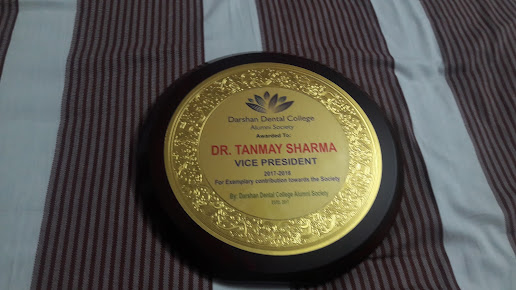 Darshan Dental College
Alumni Society
Awarded To:
DR. TANMAY SHARMA
VICE PRESIDENT
2017-2018
For Exemplary contribution towards the Society
By: Darshan Dental College Alumni Society